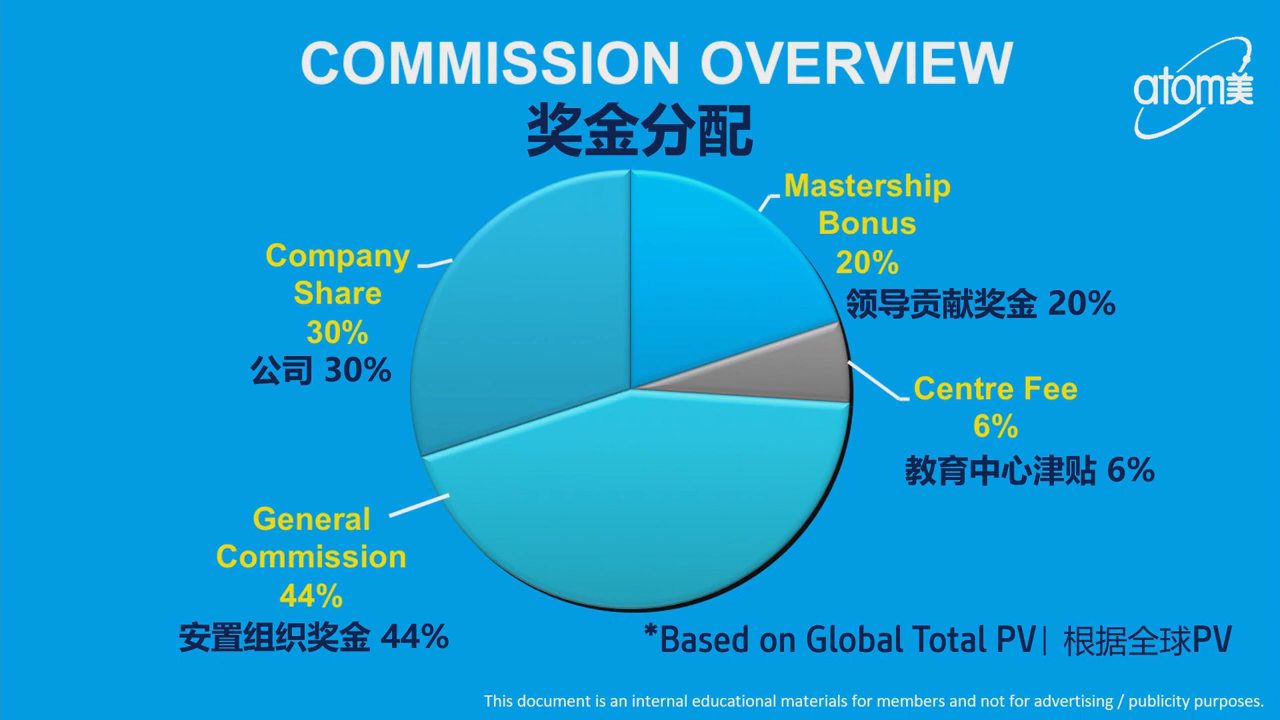 COMMISSION OVERVIEW
奖金分配
atom美
Mastership
Bonus
20%
领导贡献奖金 20%
Company
Share
30%
公司 30%
Centre Fee
6%
教育中心津贴 6%
General
Commission
44%
安置组织奖金 44%
*Based on Global Total PV| 根据全球PV
This document is an internal educational materials for members and not for advertising / publicity purposes.